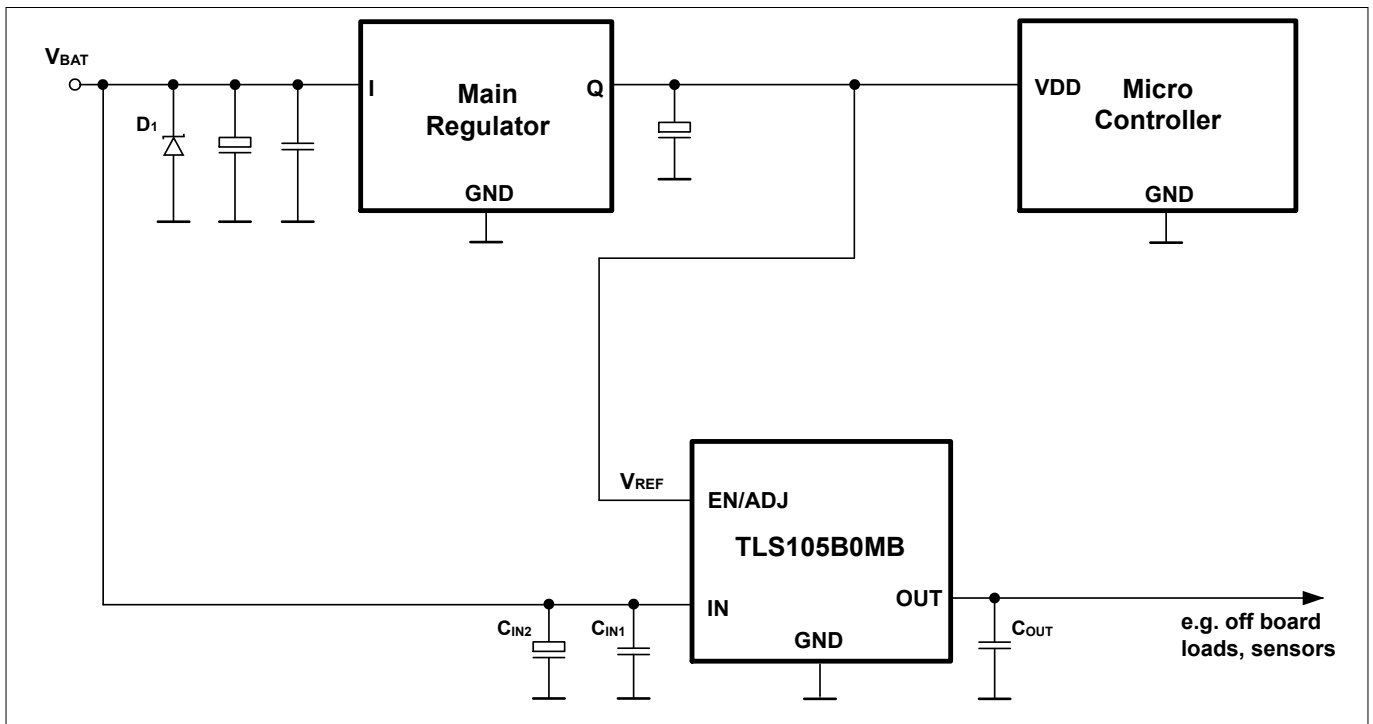 VBAT
D1
I
Main
Regulator
Q
GND
VDD
Micro
Controller
GND
VREF
EN/ADJ
TLS105B0MB
IN
OUT
GND
CIN2
CIN1
COUT
e.g. off board
loads, sensors